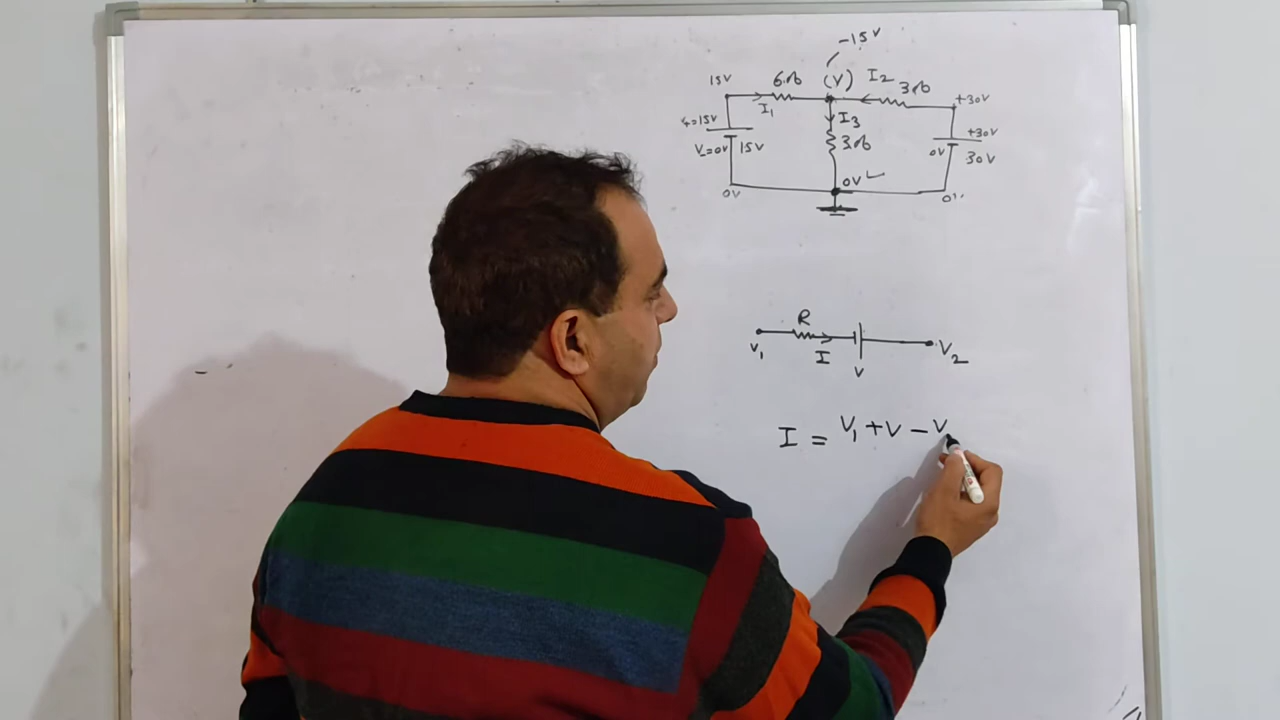 -15V
15V 6Ω (V) I2 3Ω +30V
I1 I3
V+=15V 3Ω +30V
V-=0V 15V 0V 30V
0V 0V 0V
R
V1 I V V2
I = V1 + V - V